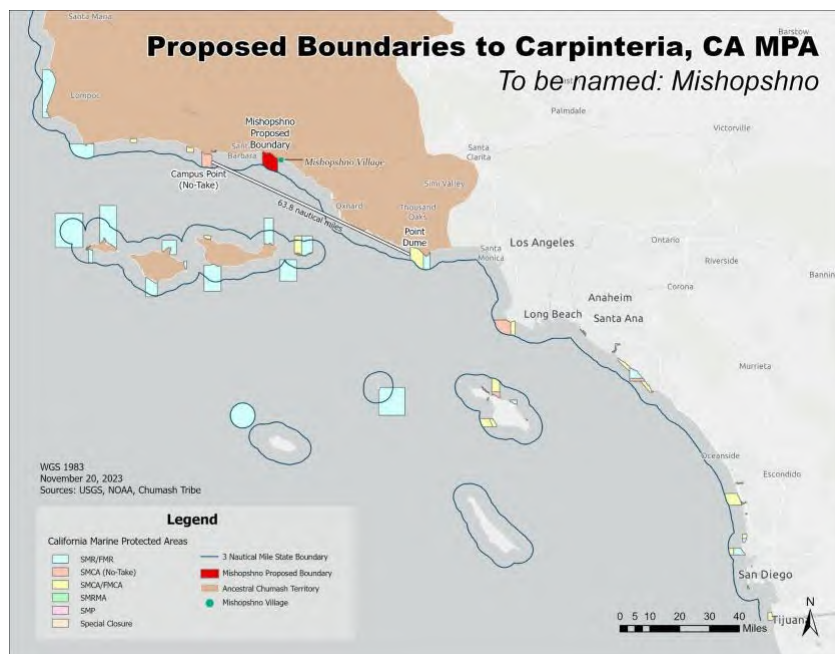 Proposed Boundaries to Carpinteria, CA MPA
To be named: Mishopshno
Santa Maria
Barstow
Lompoc
Palmdale
Victorville
Mishopshno
Proposed
Boundary
Santa
Barbara
Mishopshno Village
Santa
Clarita
Campus Point
(No-Take)
Simi Valley
Oxnard
Thousand
Oaks
63.8 nautical miles
Point
Dume
Santa
Monica
Los Angeles
Ontario
Riverside
Bannin
Corona
Anaheim
Long Beach
Santa Ana
Murrieta
Oceanside
Escondido
San Diego
Tijuana
WGS 1983
November 20, 2023
Sources: USGS, NOAA, Chumash Tribe
Legend
California Marine Protected Areas
SMR/FMR
SMCA (No-Take)
SMCA/FMCA
SMRMA
SMP
Special Closure
3 Nautical Mile State Boundary
Mishopshno Proposed Boundary
Ancestral Chumash Territory
Mishopshno Village
0 5 10 20 30 40
Miles
N